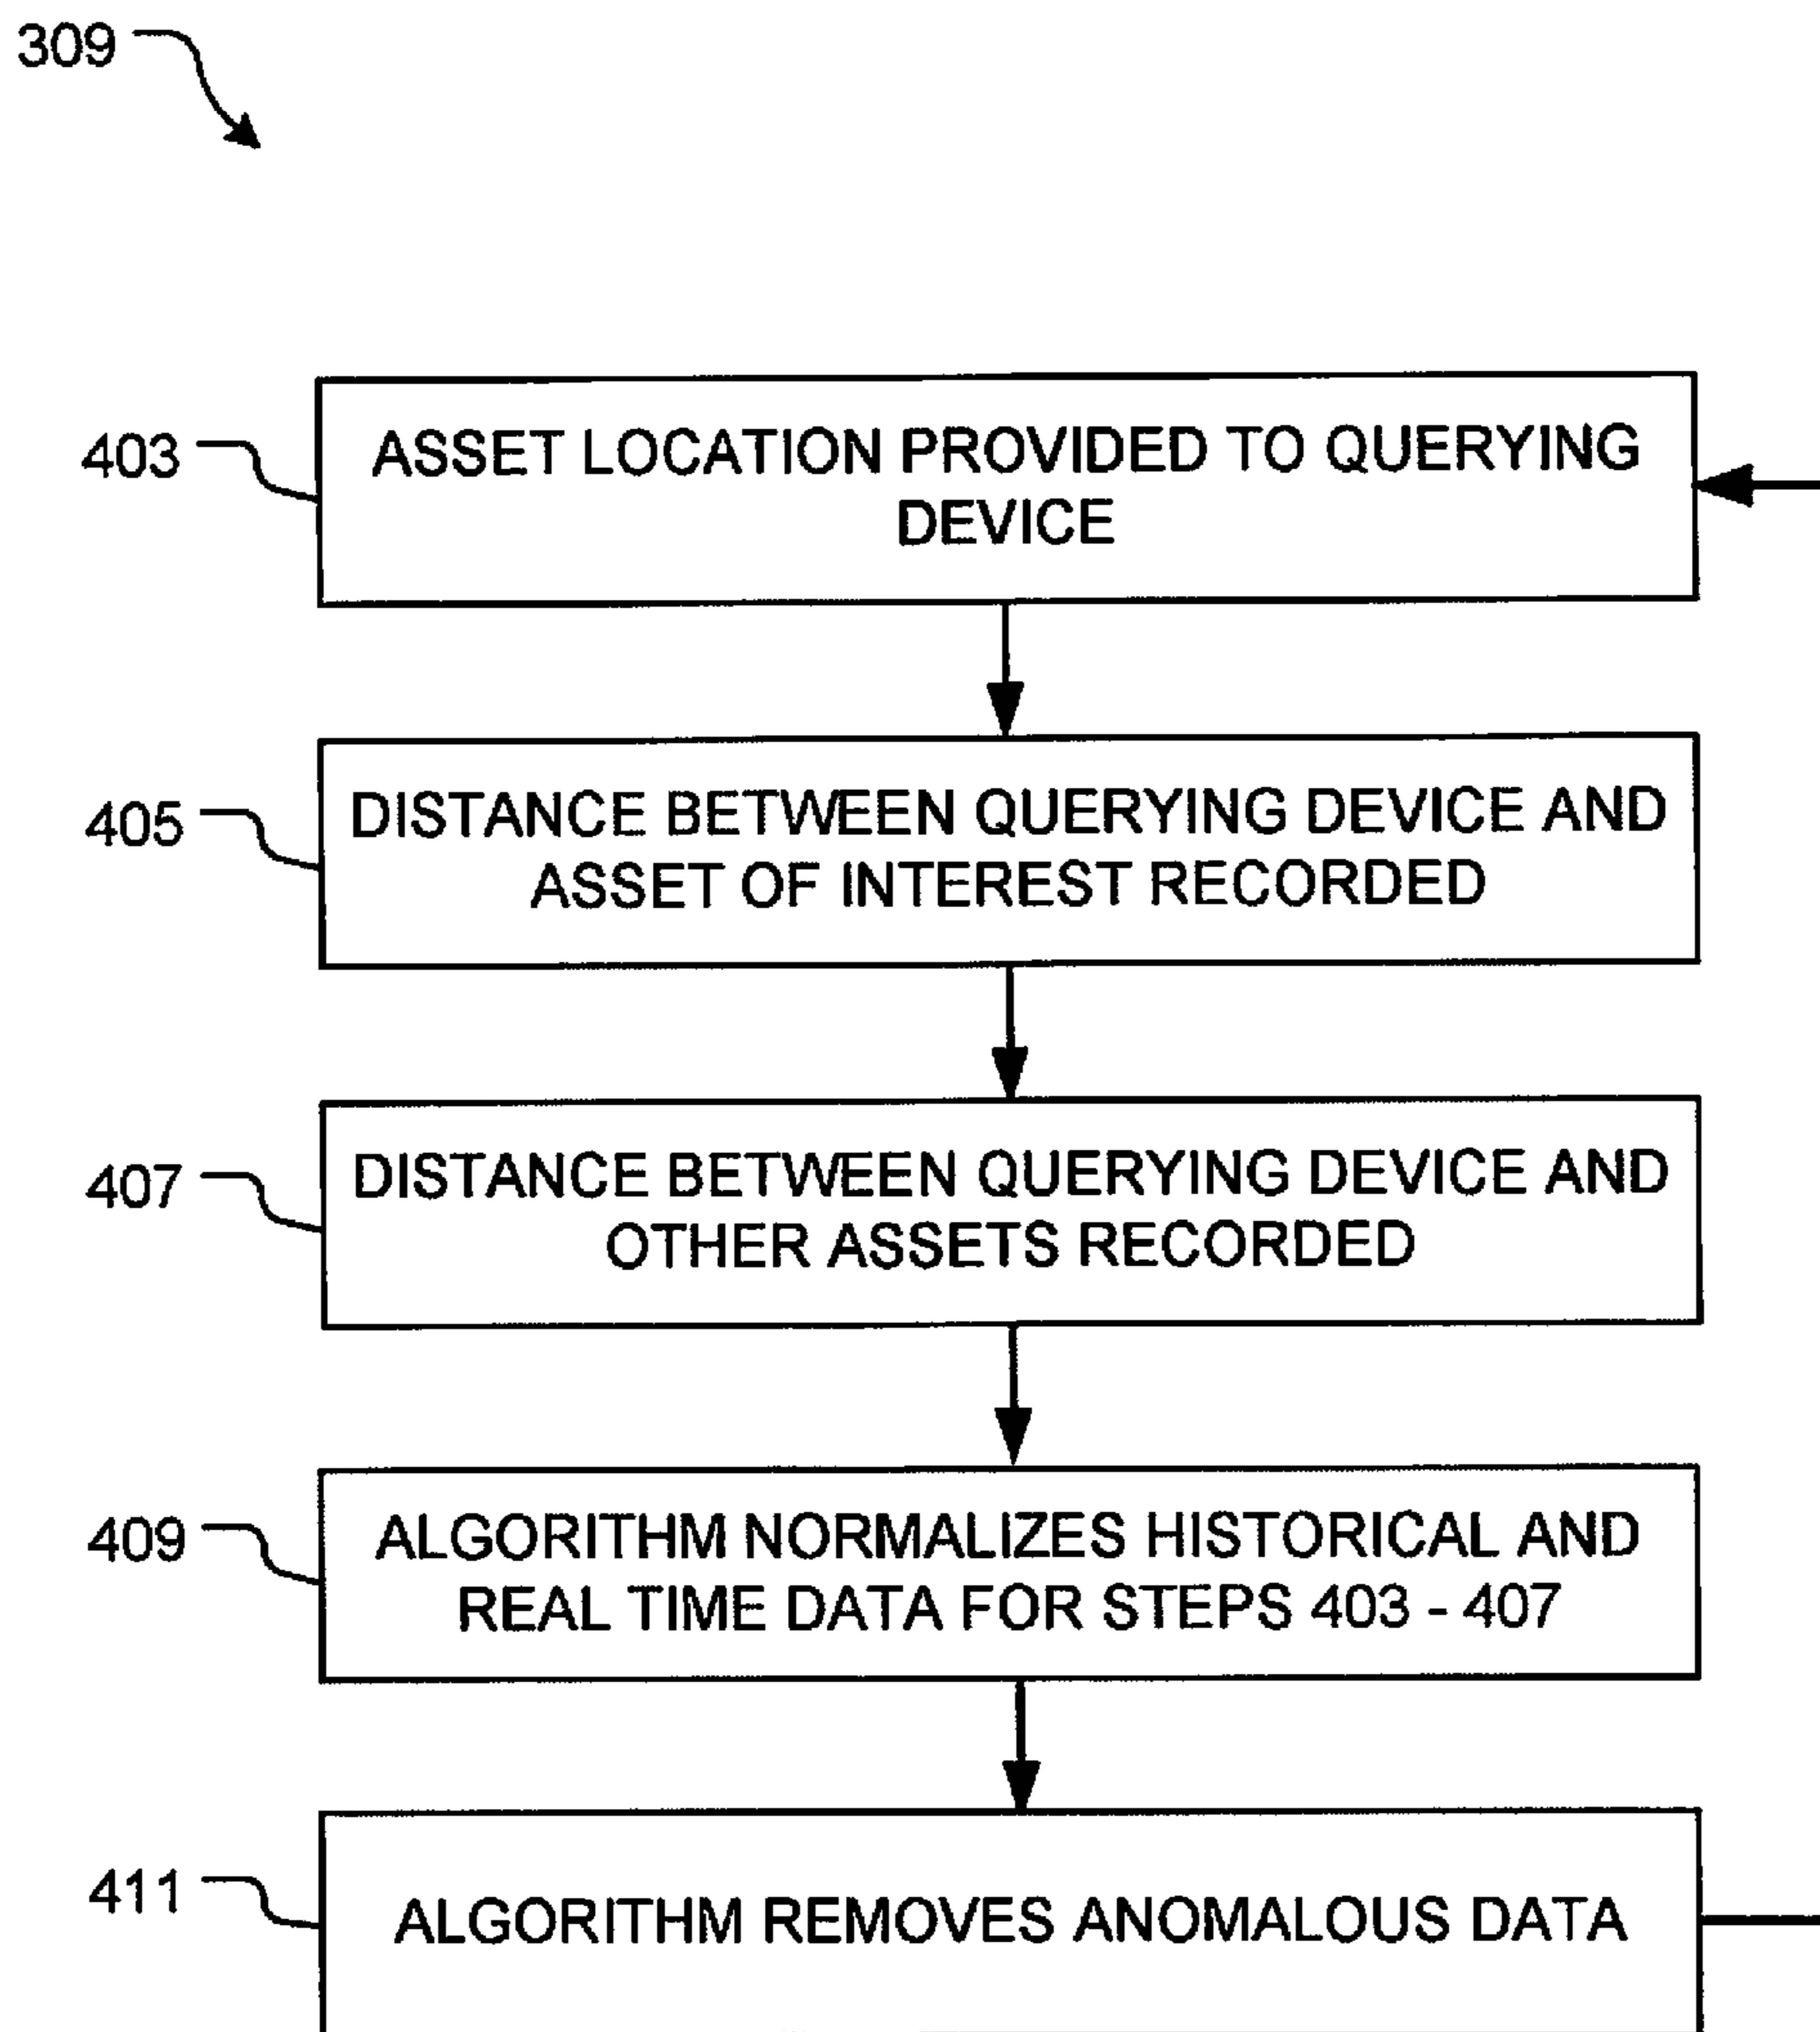 309
403
ASSET LOCATION PROVIDED TO QUERYING
DEVICE
405
DISTANCE BETWEEN QUERYING DEVICE AND
ASSET OF INTEREST RECORDED
407
DISTANCE BETWEEN QUERYING DEVICE AND
OTHER ASSETS RECORDED
409
ALGORITHM NORMALIZES HISTORICAL AND
REAL TIME DATA FOR STEPS 403 - 407
411
ALGORITHM REMOVES ANOMALOUS DATA